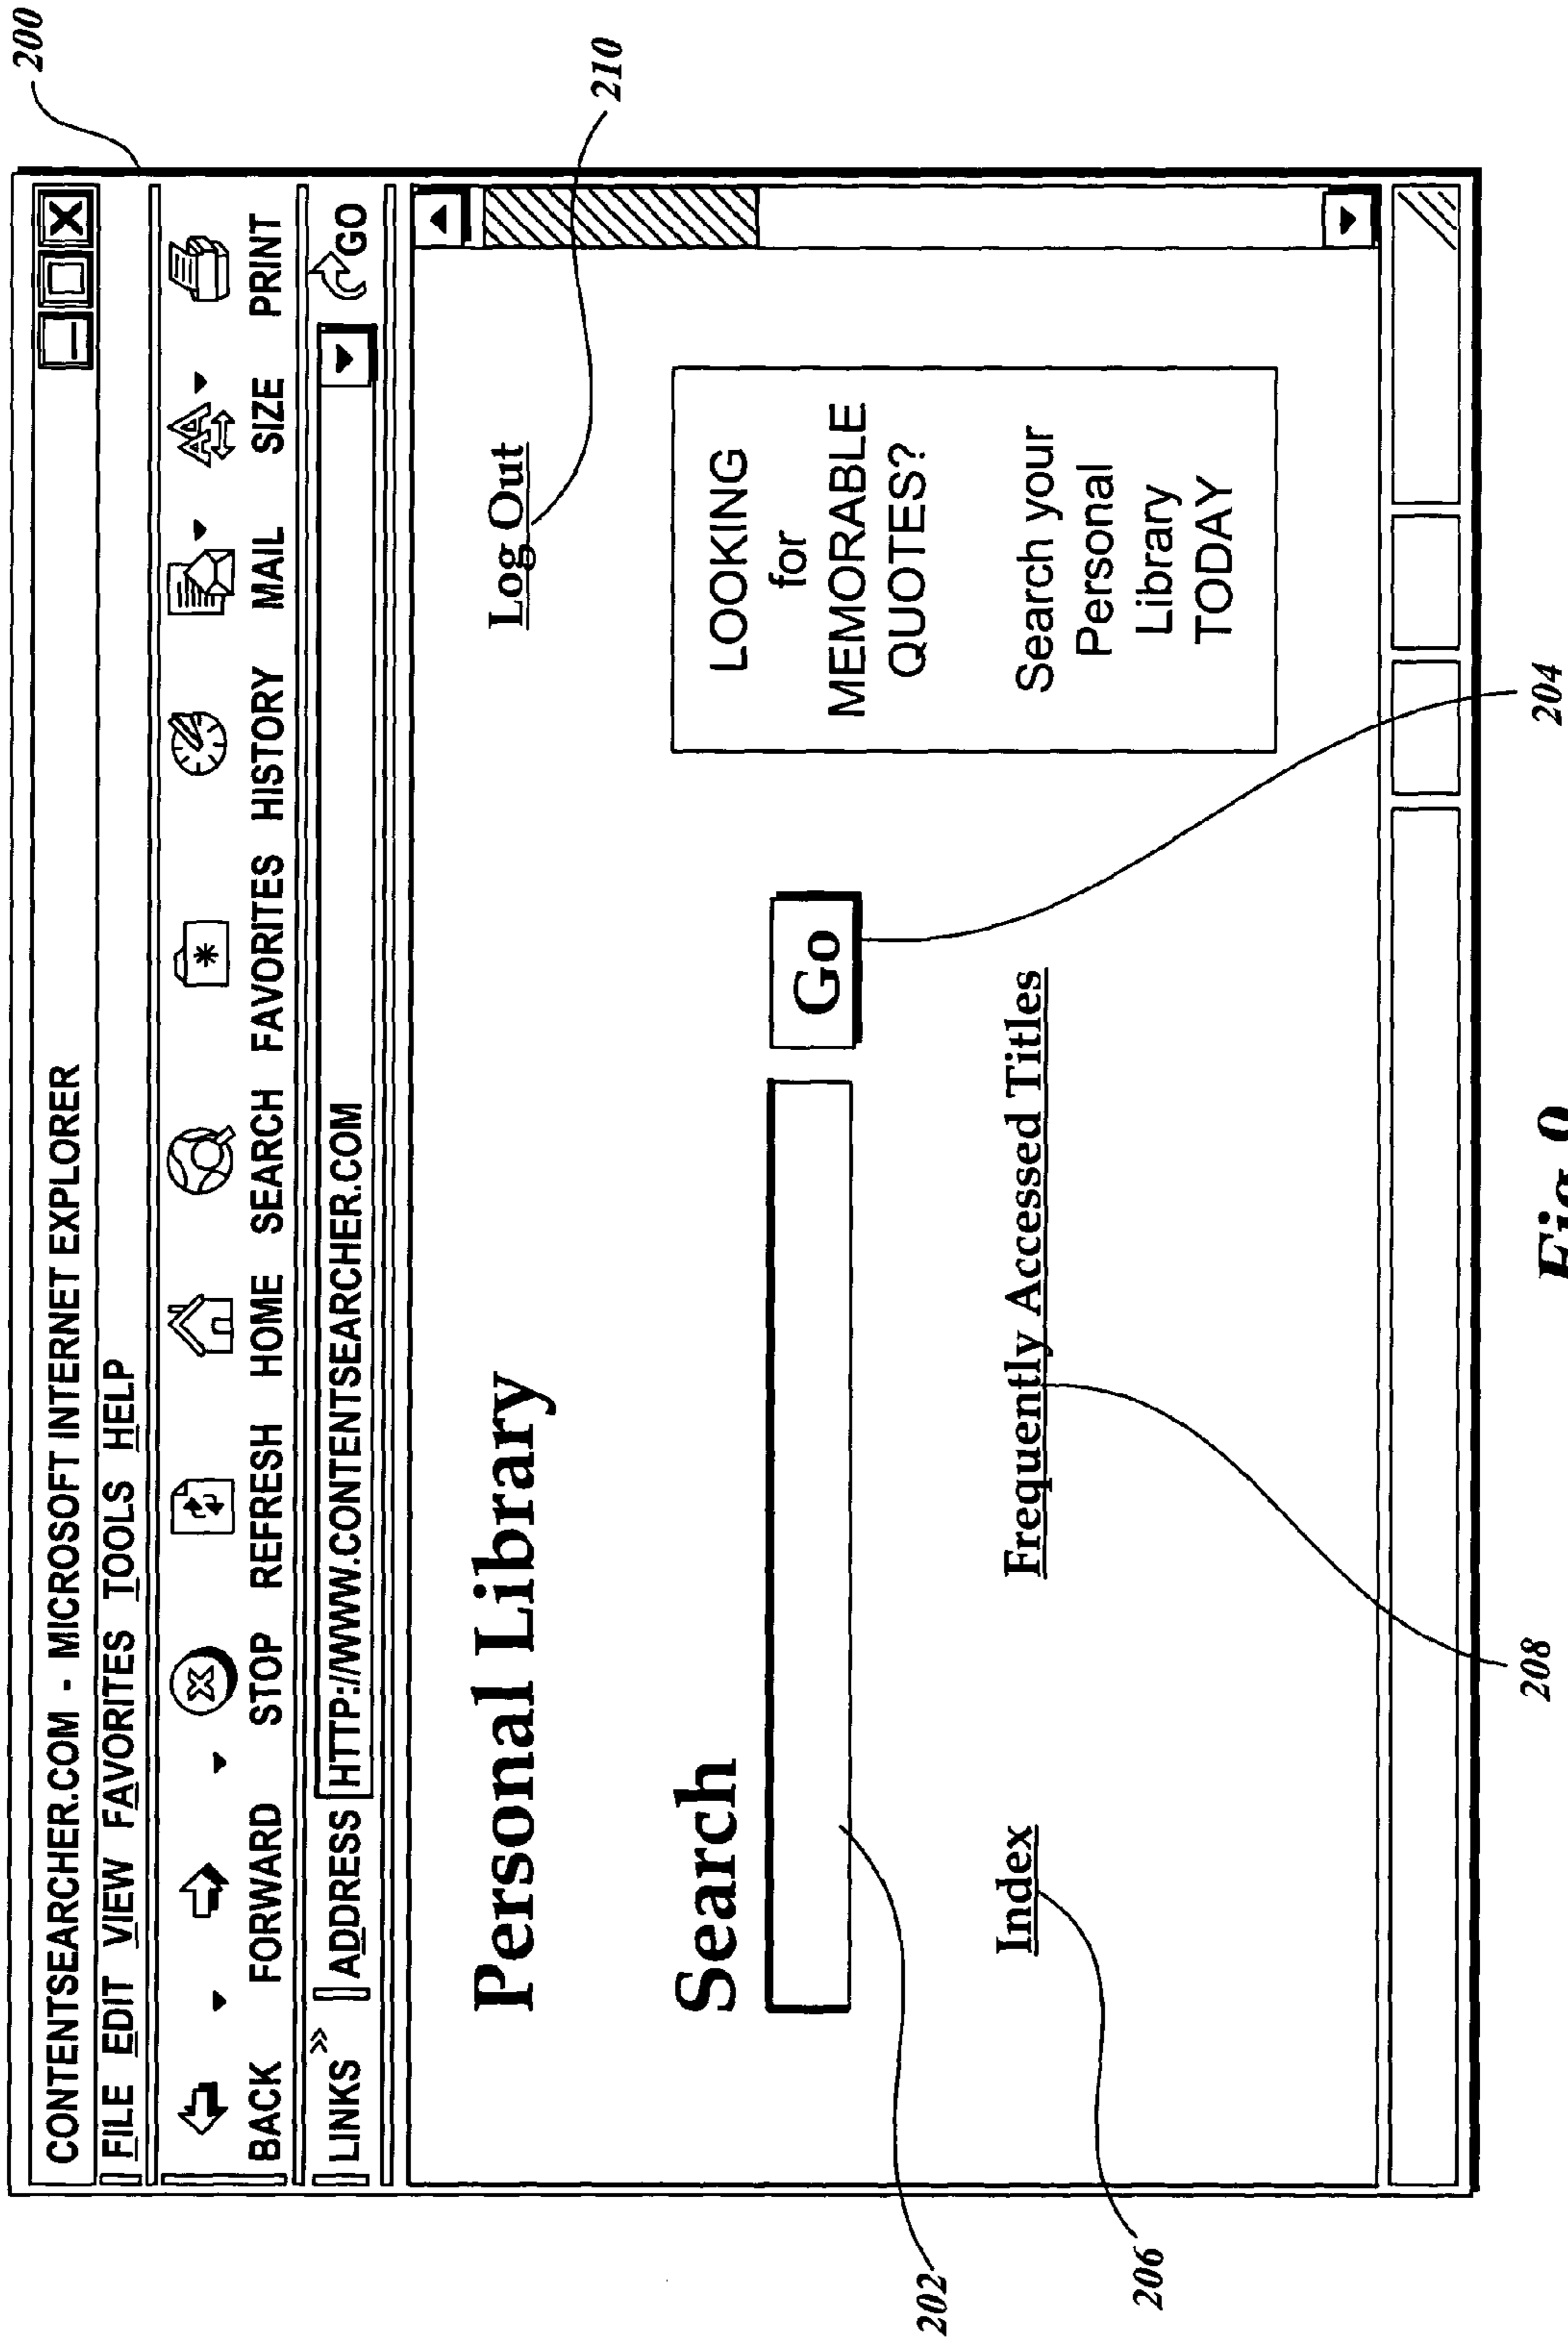 200
CONTENTSEARCHER.COM - MICROSOFT INTERNET EXPLORER
X
FILE EDIT VIEW FAVORITES TOOLS HELP
BACK FORWARD STOP REFRESH HOME SEARCH FAVORITES HISTORY MAIL SIZE PRINT
LINKS » ADDRESS HTTP://WWW.CONTENTSEARCHER.COM GO
Personal Library
Log Out
210
Search
Go
LOOKING
for
MEMORABLE
QUOTES?
Search your
Personal
Library
TODAY
202
Index
Frequently Accessed Titles
206
208
204